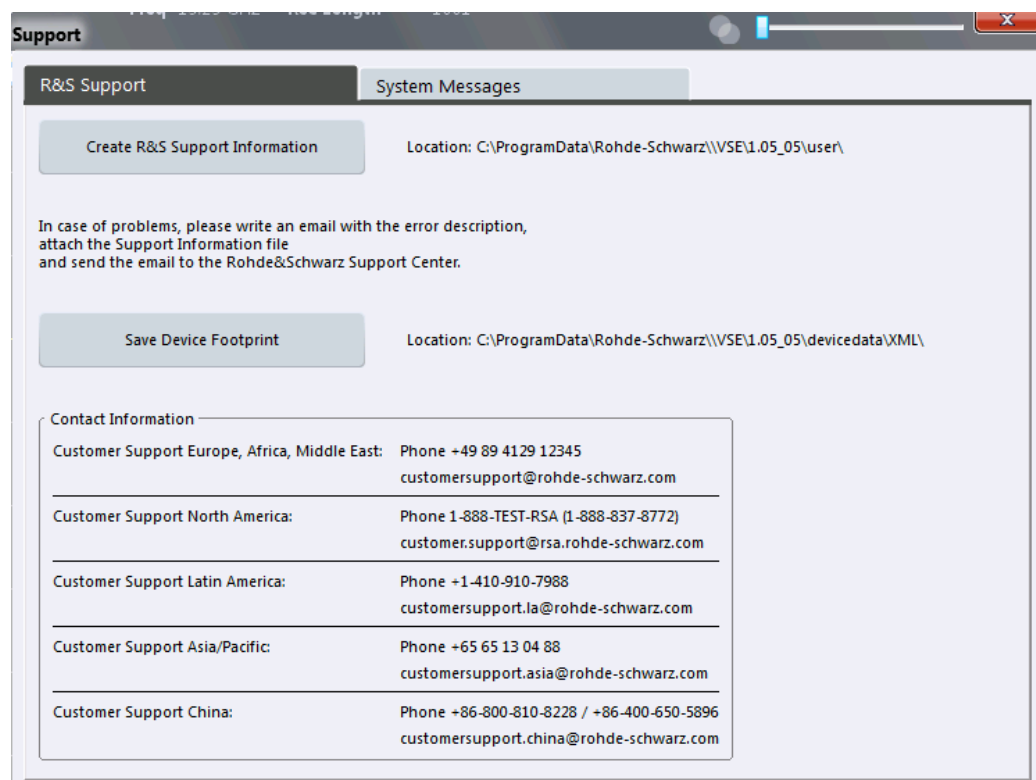 Support
R&S Support
System Messages
Create R&S Support Information
Location: C:\ProgramData\Rohde-Schwarz\\VSE\1.05_05\user\
In case of problems, please write an email with the error description,
attach the Support Information file
and send the email to the Rohde&Schwarz Support Center.
Save Device Footprint
Location: C:\ProgramData\Rohde-Schwarz\\VSE\1.05_05\devicedata\XML\
Contact Information
Customer Support Europe, Africa, Middle East: Phone +49 89 4129 12345
customersupport@rohde-schwarz.com
Customer Support North America: Phone 1-888-TEST-RSA (1-888-837-8772)
customer.support@rsa.rohde-schwarz.com
Customer Support Latin America: Phone +1-410-910-7988
customersupport.la@rohde-schwarz.com
Customer Support Asia/Pacific: Phone +65 65 13 04 88
customersupport.asia@rohde-schwarz.com
Customer Support China: Phone +86-800-810-8228 / +86-400-650-5896
customersupport.china@rohde-schwarz.com